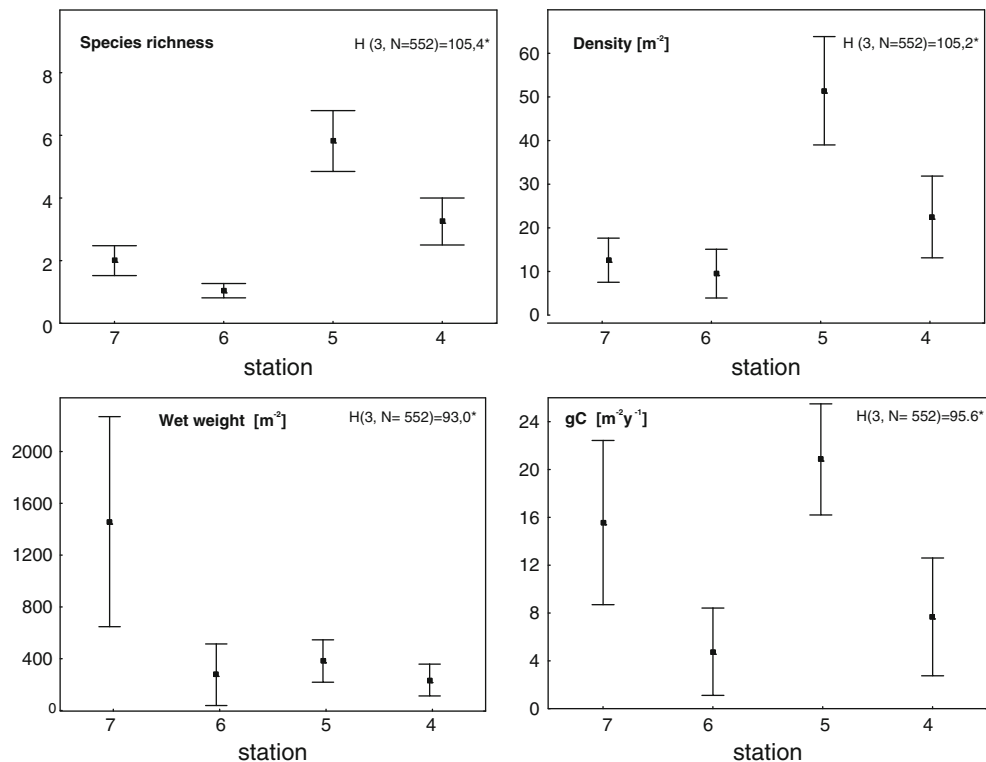 Species richness
H (3, N=552)=105,4*
8
6
4
2
0
7 6 5 4
station
Density [m⁻²]
H (3, N=552)=105,2*
60
50
40
30
20
10
0
7 6 5 4
station
Wet weight [m⁻²]
H(3, N= 552)=93,0*
2000
1600
1200
800
400
0
7 6 5 4
station
gC [m⁻²y⁻¹]
H(3, N= 552)=95.6*
24
20
16
12
8
4
0
7 6 5 4
station